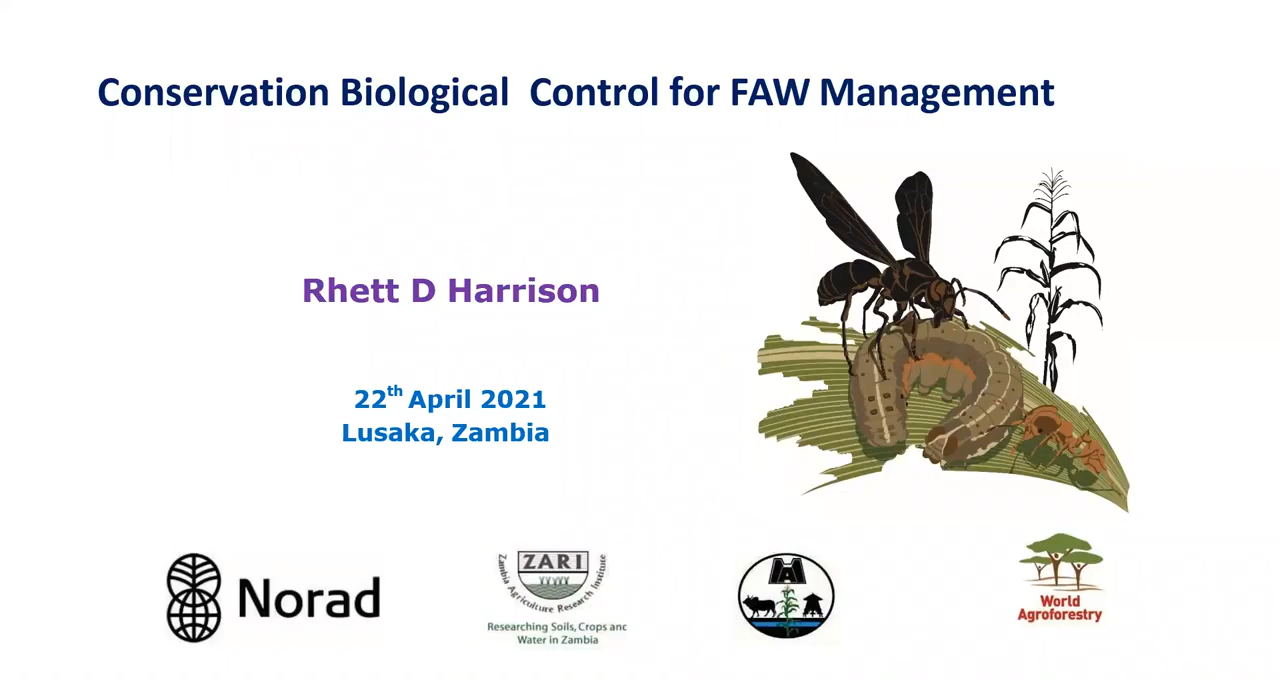 Conservation Biological Control for FAW Management
Rhett D Harrison
22th April 2021
Lusaka, Zambia
Norad
ZARI
Zambia Agriculture Research Institute
Researching Soils, Crops and
Water in Zambia
World
Agroforestry